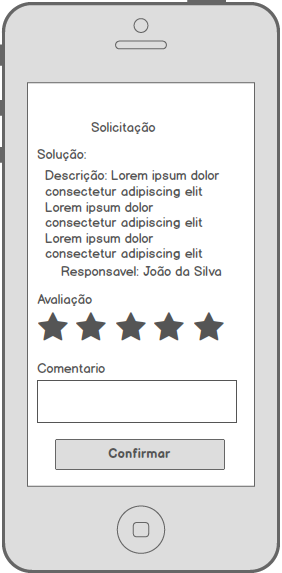 Solicitação
Solução:
Descrição: Lorem ipsum dolor
consectetur adipiscing elit
Lorem ipsum dolor
consectetur adipiscing elit
Lorem ipsum dolor
consectetur adipiscing elit
Responsavel: João da Silva
Avaliação
Comentario
Confirmar